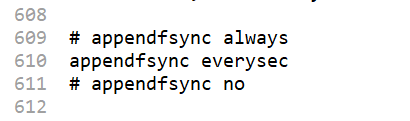 608
609 # appendfsync always
610 appendfsync everysec
611 # appendfsync no
612